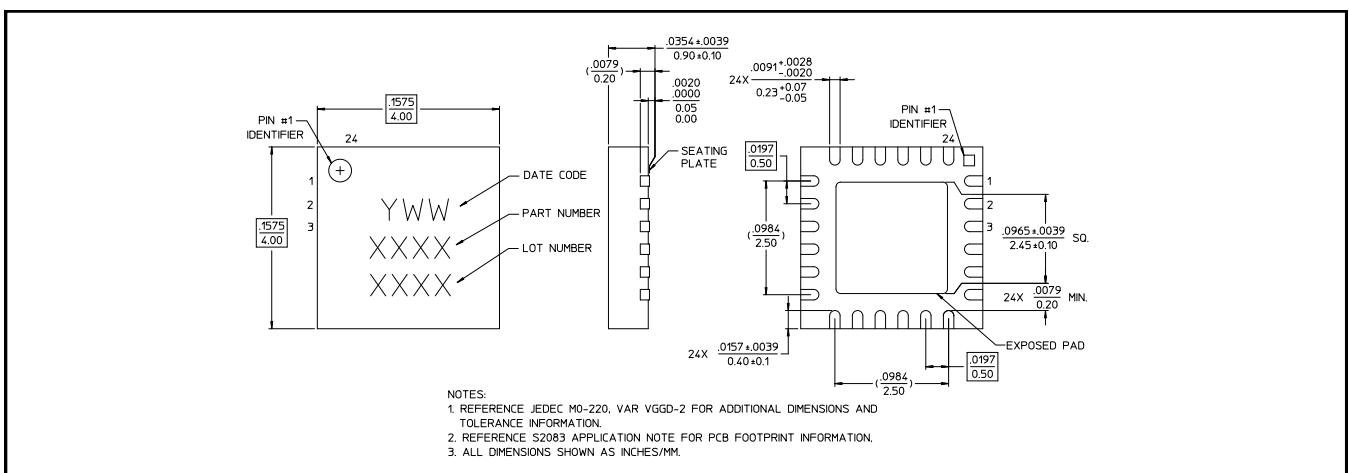 PIN #1
IDENTIFIER
24
.1575
4.00
.1575
4.00
1
2
3
YWW
XXXX
XXXX
DATE CODE
PART NUMBER
LOT NUMBER
.0354±.0039
0.90±0.10
(.0079
0.20)
.0020
.0000
0.05
0.00
SEATING
PLATE
24X .0091 +.0028 -.0020
0.23 +0.07 -0.05
PIN #1
IDENTIFIER
24
.0197
0.50
1
2
3
(.0984
2.50)
.0965±.0039
2.45±0.10 SQ.
24X .0079
0.20 MIN.
24X .0157±.0039
0.40±0.1
EXPOSED PAD
.0197
0.50
(.0984
2.50)
NOTES:
1. REFERENCE JEDEC MO-220, VAR VGGD-2 FOR ADDITIONAL DIMENSIONS AND
TOLERANCE INFORMATION.
2. REFERENCE S2083 APPLICATION NOTE FOR PCB FOOTPRINT INFORMATION.
3. ALL DIMENSIONS SHOWN AS INCHES/MM.